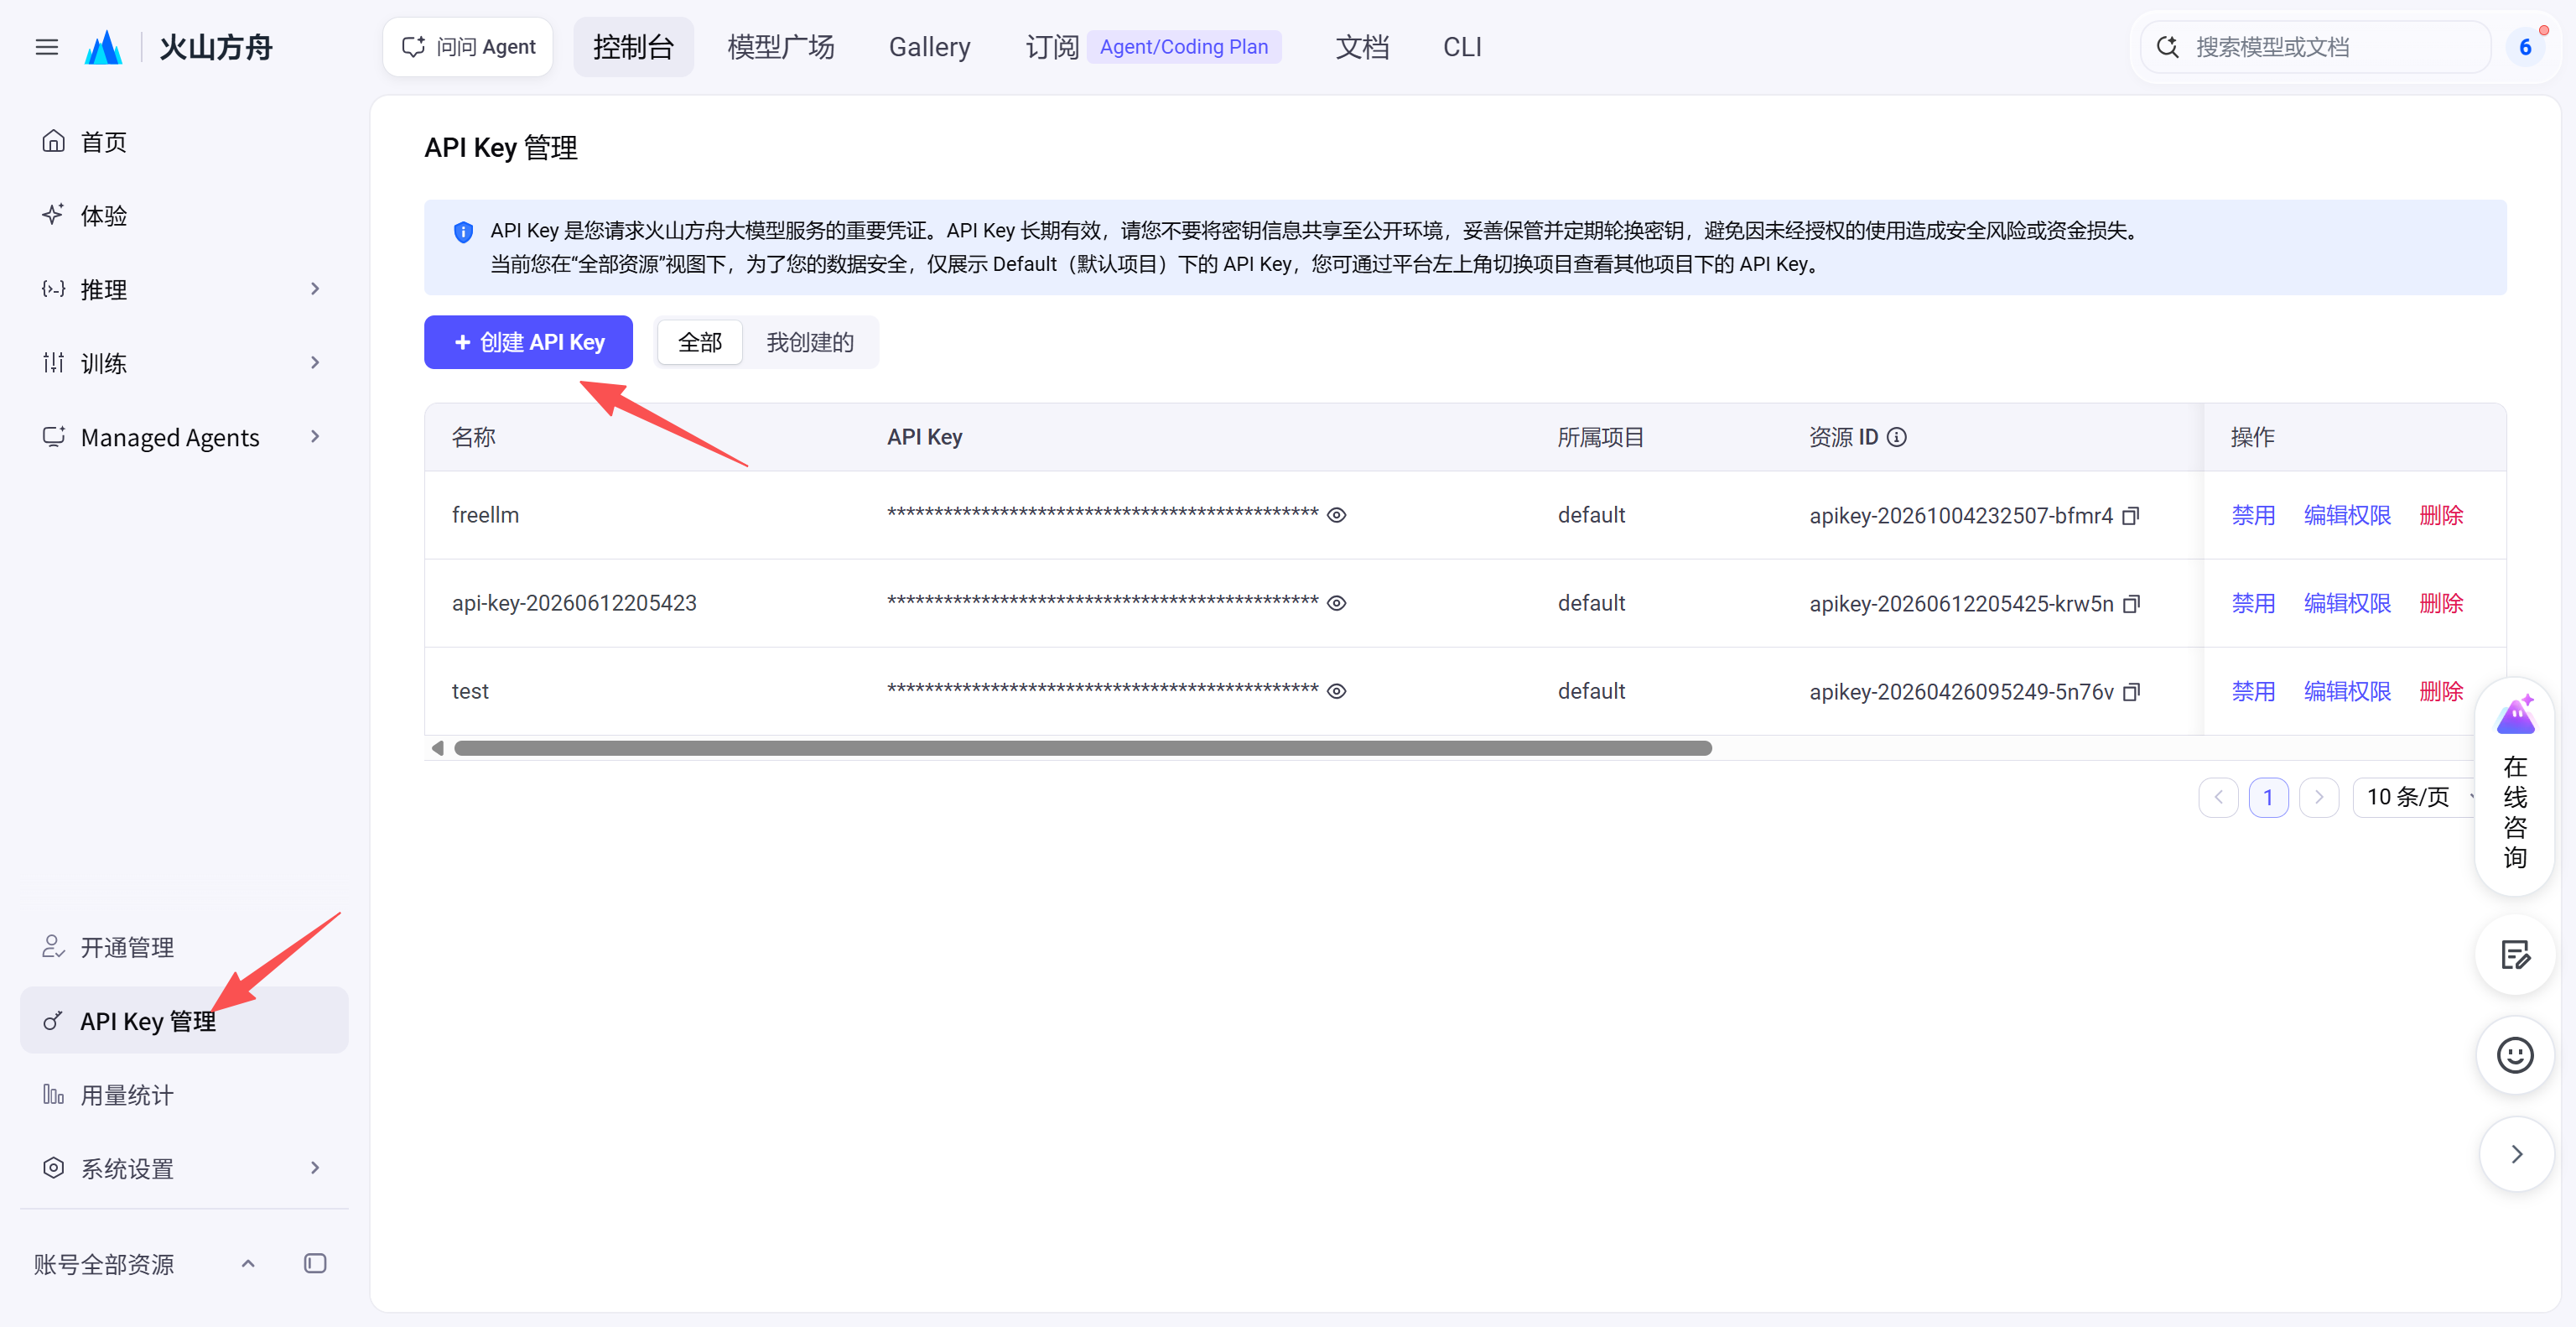 火山方舟
问问 Agent
控制台
模型广场
Gallery
订阅 Agent/Coding Plan
文档
CLI
搜索模型或文档
6
首页
体验
推理
训练
Managed Agents
开通管理
API Key 管理
用量统计
系统设置
账号全部资源
API Key 管理
API Key 是您请求火山方舟大模型服务的重要凭证。API Key 长期有效，请您不要将密钥信息共享至公开环境，妥善保管并定期轮换密钥，避免因未经授权的使用造成安全风险或资金损失。
当前您在“全部资源”视图下，为了您的数据安全，仅展示 Default（默认项目）下的 API Key，您可通过平台左上角切换项目查看其他项目下的 API Key。
+ 创建 API Key
全部 我创建的
名称 API Key 所属项目 资源 ID 操作
freellm ********************************************** default apikey-20261004232507-bfmr4 禁用 编辑权限 删除
api-key-20260612205423 ********************************************** default apikey-20260612205425-krw5n 禁用 编辑权限 删除
test ********************************************** default apikey-20260426095249-5n76v 禁用 编辑权限 删除
1 10 条/页
在线咨询